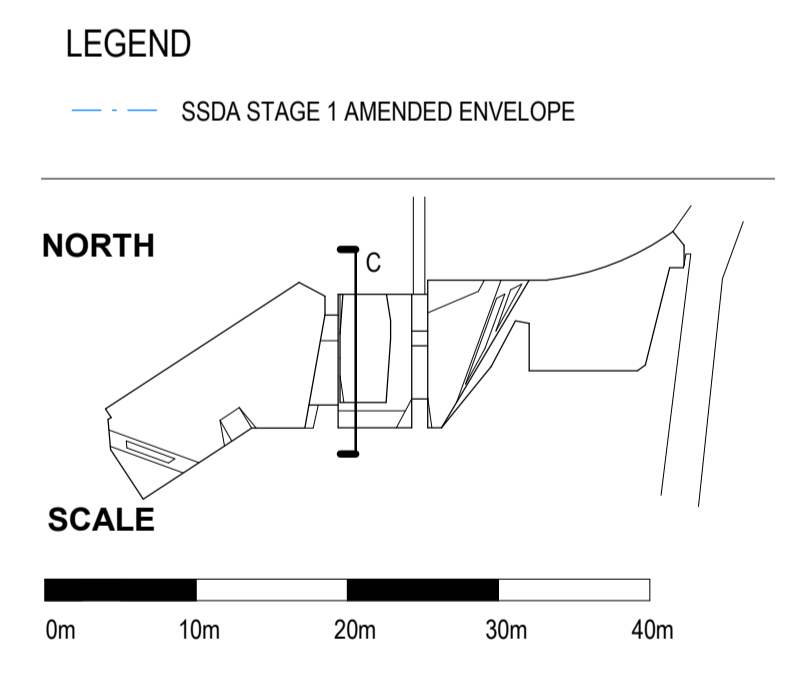 LEGEND
SSDA STAGE 1 AMENDED ENVELOPE
NORTH
C
SCALE
0m 10m 20m 30m 40m